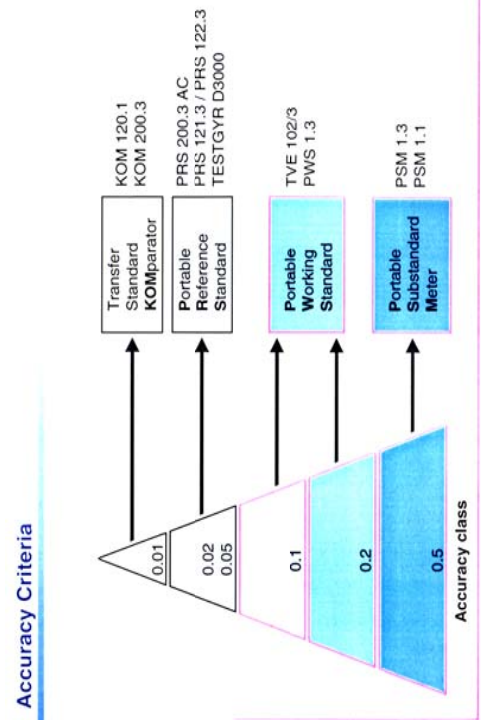 Accuracy Criteria
0.01
0.02
0.05
0.1
0.2
0.5
Accuracy class
Transfer
Standard
KOMparator
Portable
Reference
Standard
Portable
Working
Standard
Portable
Substandard
Meter
KOM 120.1
KOM 200.3
PRS 200.3 AC
PRS 121.3 / PRS 122.3
TESTGYR D3000
TVE 102/3
PWS 1.3
PSM 1.3
PSM 1.1